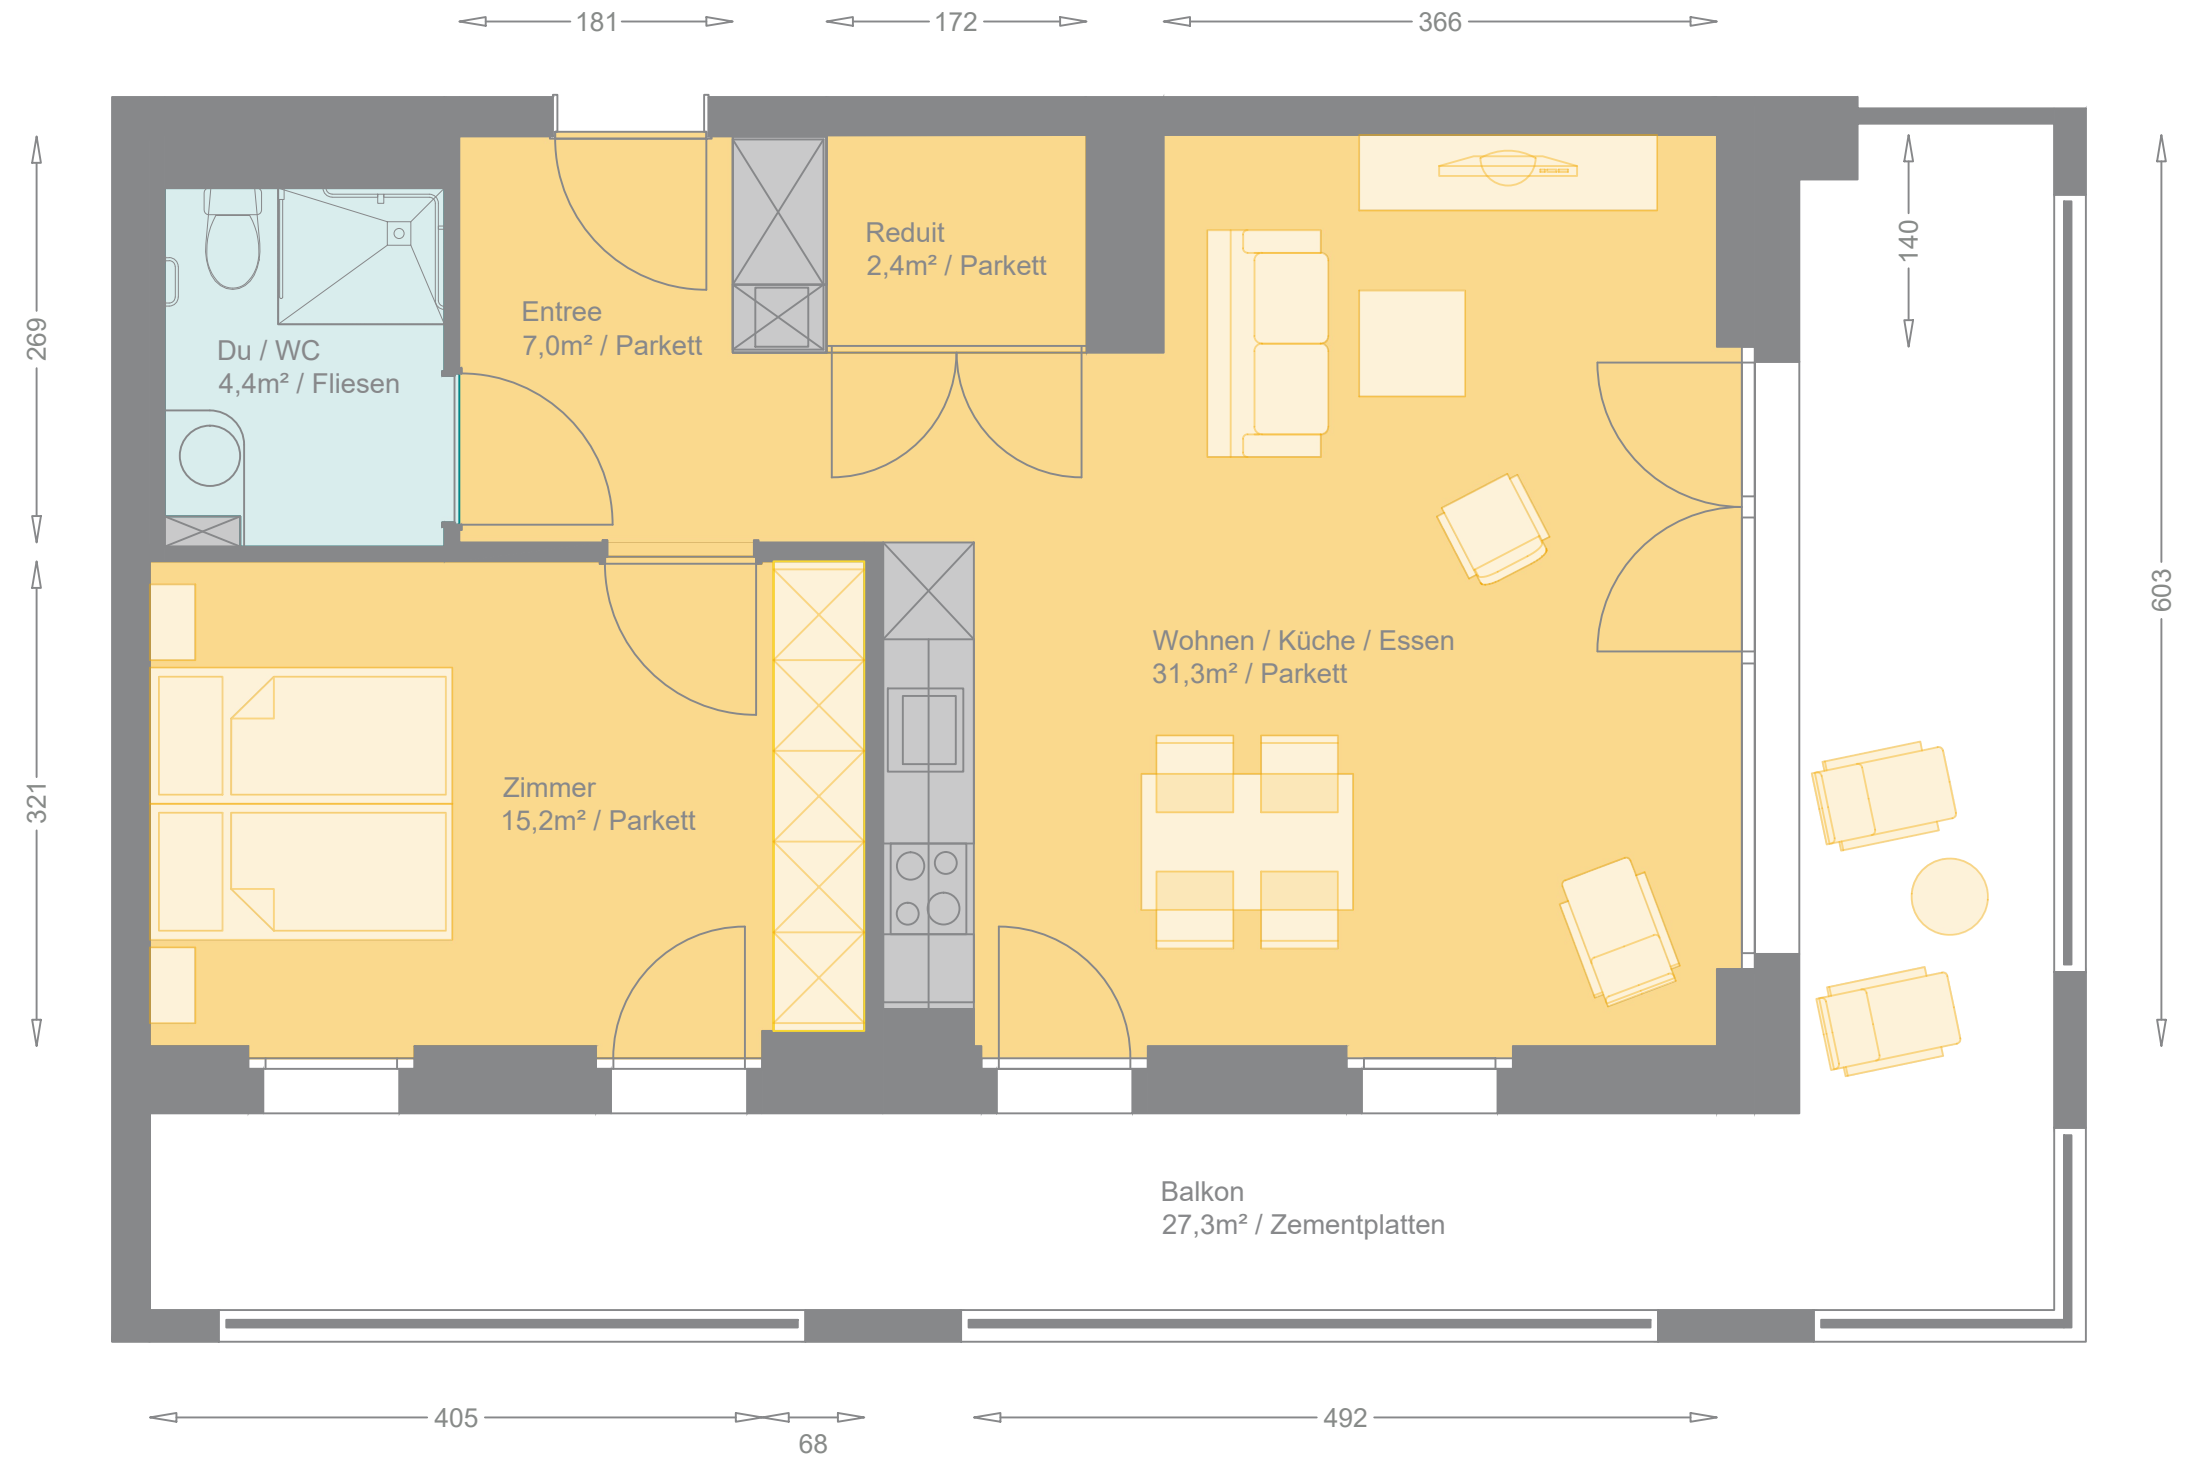 181
172
366
140
269
603
Reduit
2,4m² / Parkett
Entree
7,0m² / Parkett
Du / WC
4,4m² / Fliesen
Wohnen / Küche / Essen
31,3m² / Parkett
321
Zimmer
15,2m² / Parkett
Balkon
27,3m² / Zementplatten
405
68
492